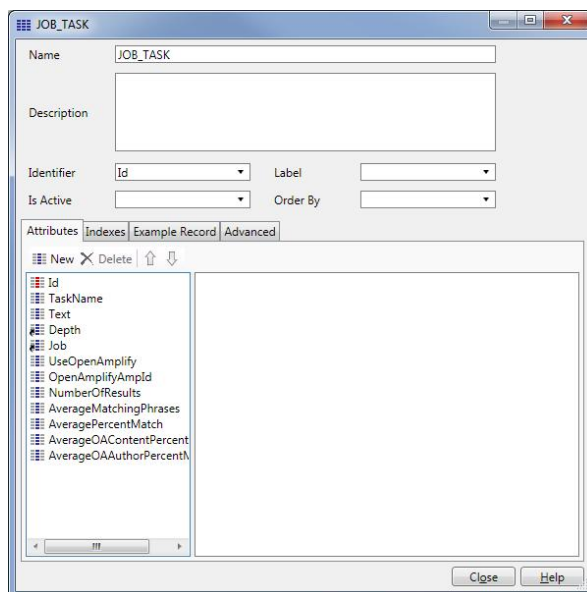 JOB_TASK
Name JOB_TASK
Description
Identifier Id Label
Is Active Order By
Attributes Indexes Example Record Advanced
New Delete
Id
TaskName
Text
Depth
Job
UseOpenAmplify
OpenAmplifyAmpId
NumberOfResults
AverageMatchingPhrases
AveragePercentMatch
AverageOAContentPercent
AverageOAAuthorPercentM
Close Help